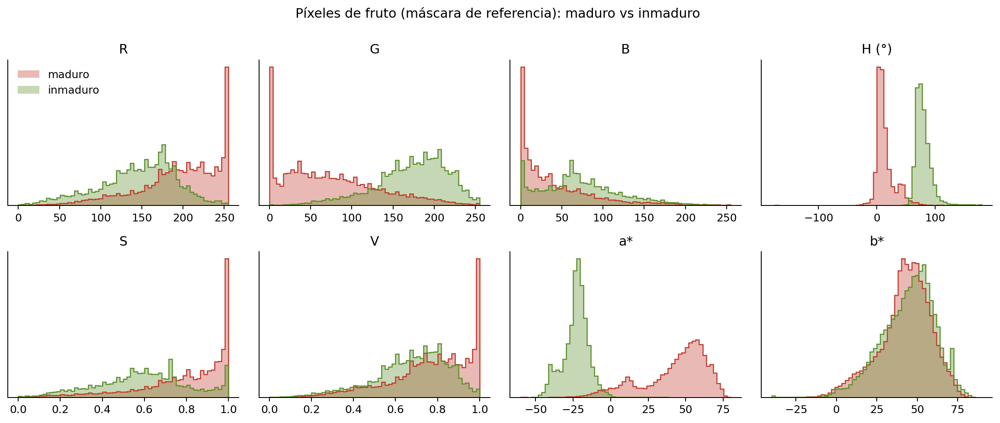 Píxeles de fruto (máscara de referencia): maduro vs inmaduro
R
G
B
H (°)
maduro
inmaduro
0 50 100 150 200 250
0 50 100 150 200 250
0 50 100 150 200 250
−100 0 100
S
V
a*
b*
0.0 0.2 0.4 0.6 0.8 1.0
0.0 0.2 0.4 0.6 0.8 1.0
−50 −25 0 25 50 75
−25 0 25 50 75